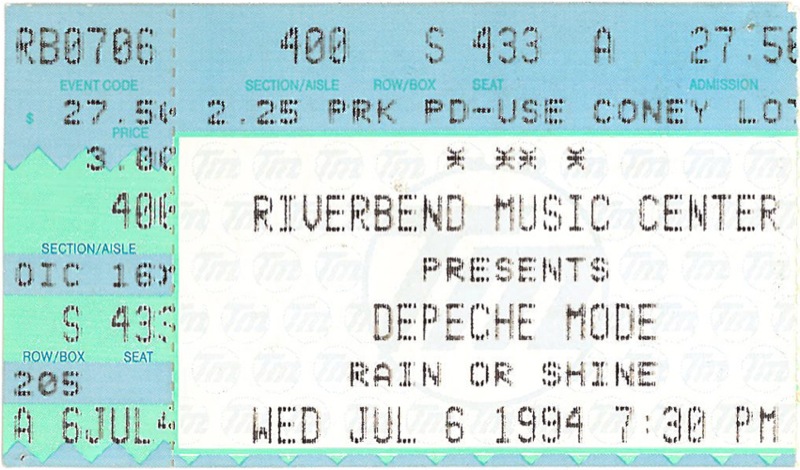 RB0706 400 S 433 A 27.50
EVENT CODE SECTION/AISLE ROW/BOX SEAT ADMISSION
$ 27.50 2.25 PRK PD-USE CONEY LOT
PRICE
3.00 * ** *
400 RIVERBEND MUSIC CENTER
SECTION/AISLE
OIC 16X PRESENTS
S 433 DEPECHE MODE
ROW/BOX SEAT
205 RAIN OR SHINE
A 6JUL4 WED JUL 6 1994 7:30 PM